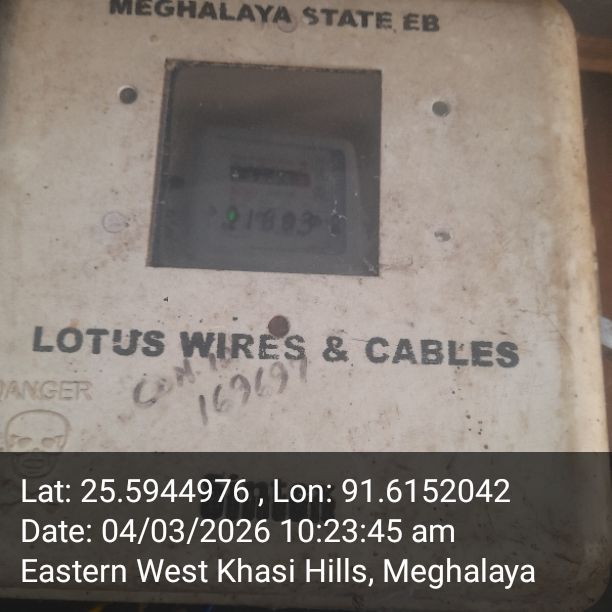 MEGHALAYA STATE EB
LOTUS WIRES & CABLES
DANGER
169697
Lat: 25.5944976 , Lon: 91.6152042
Date: 04/03/2026 10:23:45 am
Eastern West Khasi Hills, Meghalaya